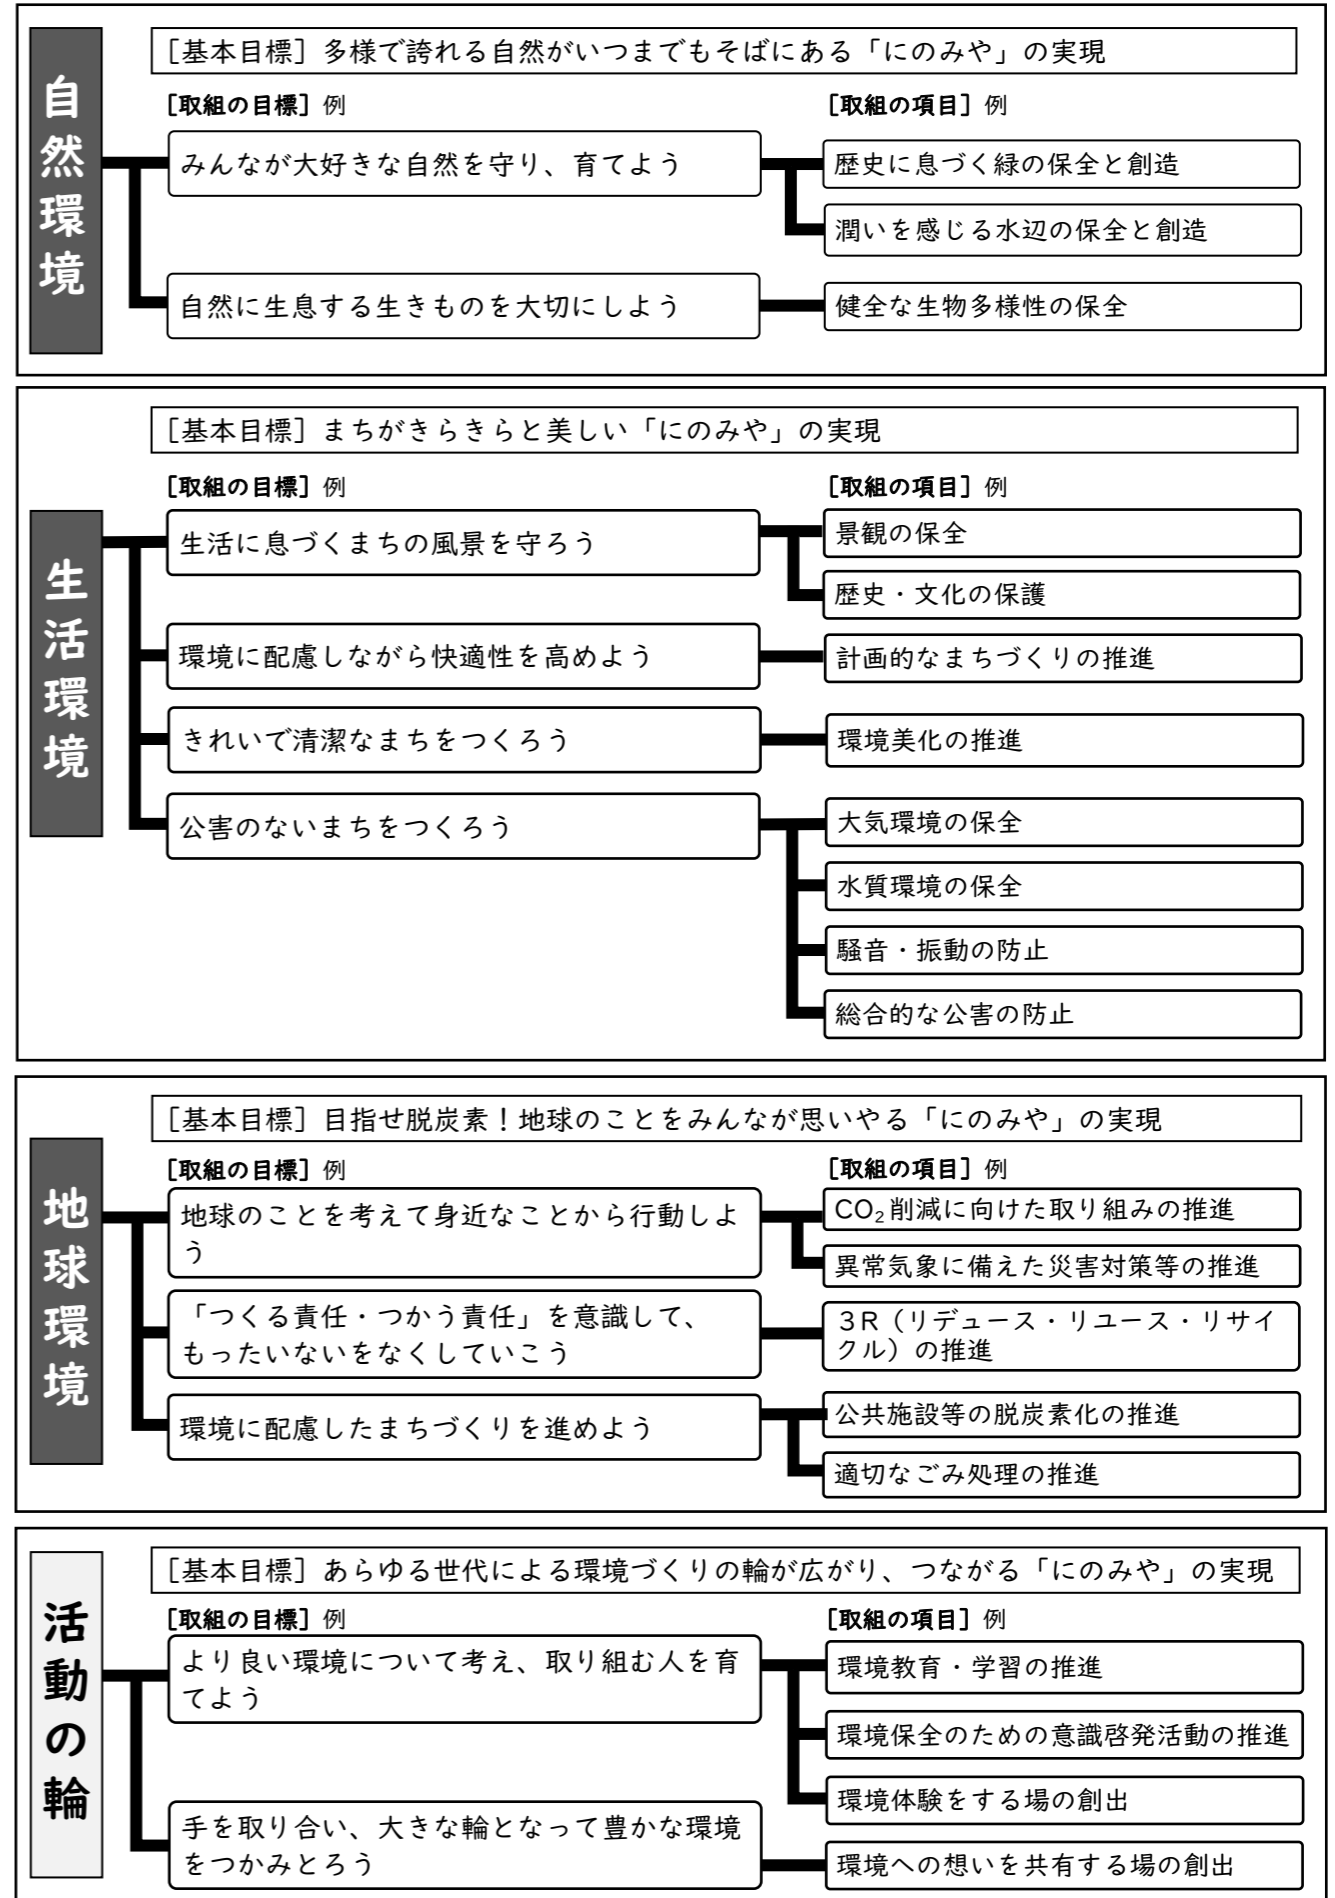 自然環境
［基本目標］多様で誇れる自然がいつまでもそばにある「にのみや」の実現
［取組の目標］例
［取組の項目］例
みんなが大好きな自然を守り、育てよう
歴史に息づく緑の保全と創造
潤いを感じる水辺の保全と創造
自然に生息する生きものを大切にしよう
健全な生物多様性の保全
生活環境
［基本目標］まちがきらきらと美しい「にのみや」の実現
［取組の目標］例
［取組の項目］例
生活に息づくまちの風景を守ろう
景観の保全
歴史・文化の保護
環境に配慮しながら快適性を高めよう
計画的なまちづくりの推進
きれいで清潔なまちをつくろう
環境美化の推進
公害のないまちをつくろう
大気環境の保全
水質環境の保全
騒音・振動の防止
総合的な公害の防止
地球環境
［基本目標］目指せ脱炭素！地球のことをみんなが思いやる「にのみや」の実現
［取組の目標］例
［取組の項目］例
地球のことを考えて身近なことから行動しよ
う
CO₂削減に向けた取り組みの推進
異常気象に備えた災害対策等の推進
「つくる責任・つかう責任」を意識して、
もったいないをなくしていこう
３R（リデュース・リユース・リサイ
クル）の推進
環境に配慮したまちづくりを進めよう
公共施設等の脱炭素化の推進
適切なごみ処理の推進
活動の輪
［基本目標］あらゆる世代による環境づくりの輪が広がり、つながる「にのみや」の実現
［取組の目標］例
［取組の項目］例
より良い環境について考え、取り組む人を育
てよう
環境教育・学習の推進
環境保全のための意識啓発活動の推進
環境体験をする場の創出
手を取り合い、大きな輪となって豊かな環境
をつかみとろう
環境への想いを共有する場の創出